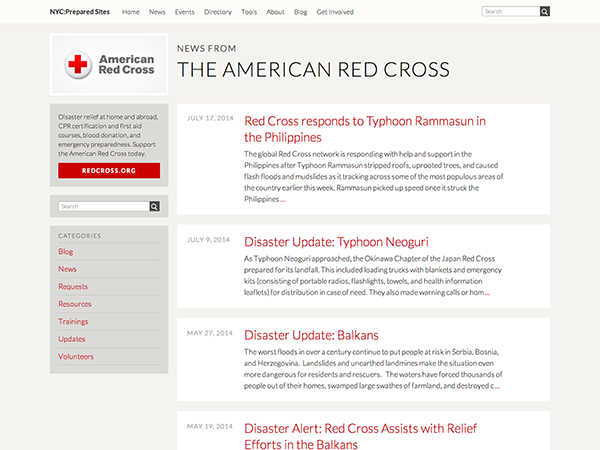 NYC:Prepared Sites Home News Events Directory Tools About Blog Get Involved Search
American
Red Cross
NEWS FROM
THE AMERICAN RED CROSS
Disaster relief at home and abroad,
CPR certification and first aid
courses, blood donation, and
emergency preparedness. Support
the American Red Cross today.
REDCROSS.ORG
Search
CATEGORIES
Blog
News
Requests
Resources
Trainings
Updates
Volunteers
JULY 17, 2014
Red Cross responds to Typhoon Rammasun in
the Philippines
The global Red Cross network is responding with help and support in the
Philippines after Typhoon Rammasun stripped roofs, uprooted trees, and caused
flash floods and mudslides as it tracking across some of the most populous areas of
the country earlier this week. Rammasun picked up speed once it struck the
Philippines ...
JULY 9, 2014
Disaster Update: Typhoon Neoguri
As Typhoon Neoguri approached, the Okinawa Chapter of the Japan Red Cross
prepared for its landfall. This included loading trucks with blankets and emergency
kits (consisting of portable radios, flashlights, towels, and health information
leaflets) for distribution in case of need. They also made warning calls or hom ...
MAY 27, 2014
Disaster Update: Balkans
The worst floods in over a century continue to put people at risk in Serbia, Bosnia,
and Herzegovina. Landslides and unearthed landmines make the situation even
more dangerous for residents and rescuers. The waters have forced thousands of
people out of their homes, swamped large swathes of farmland, and destroyed c ...
MAY 19, 2014
Disaster Alert: Red Cross Assists with Relief
Efforts in the Balkans